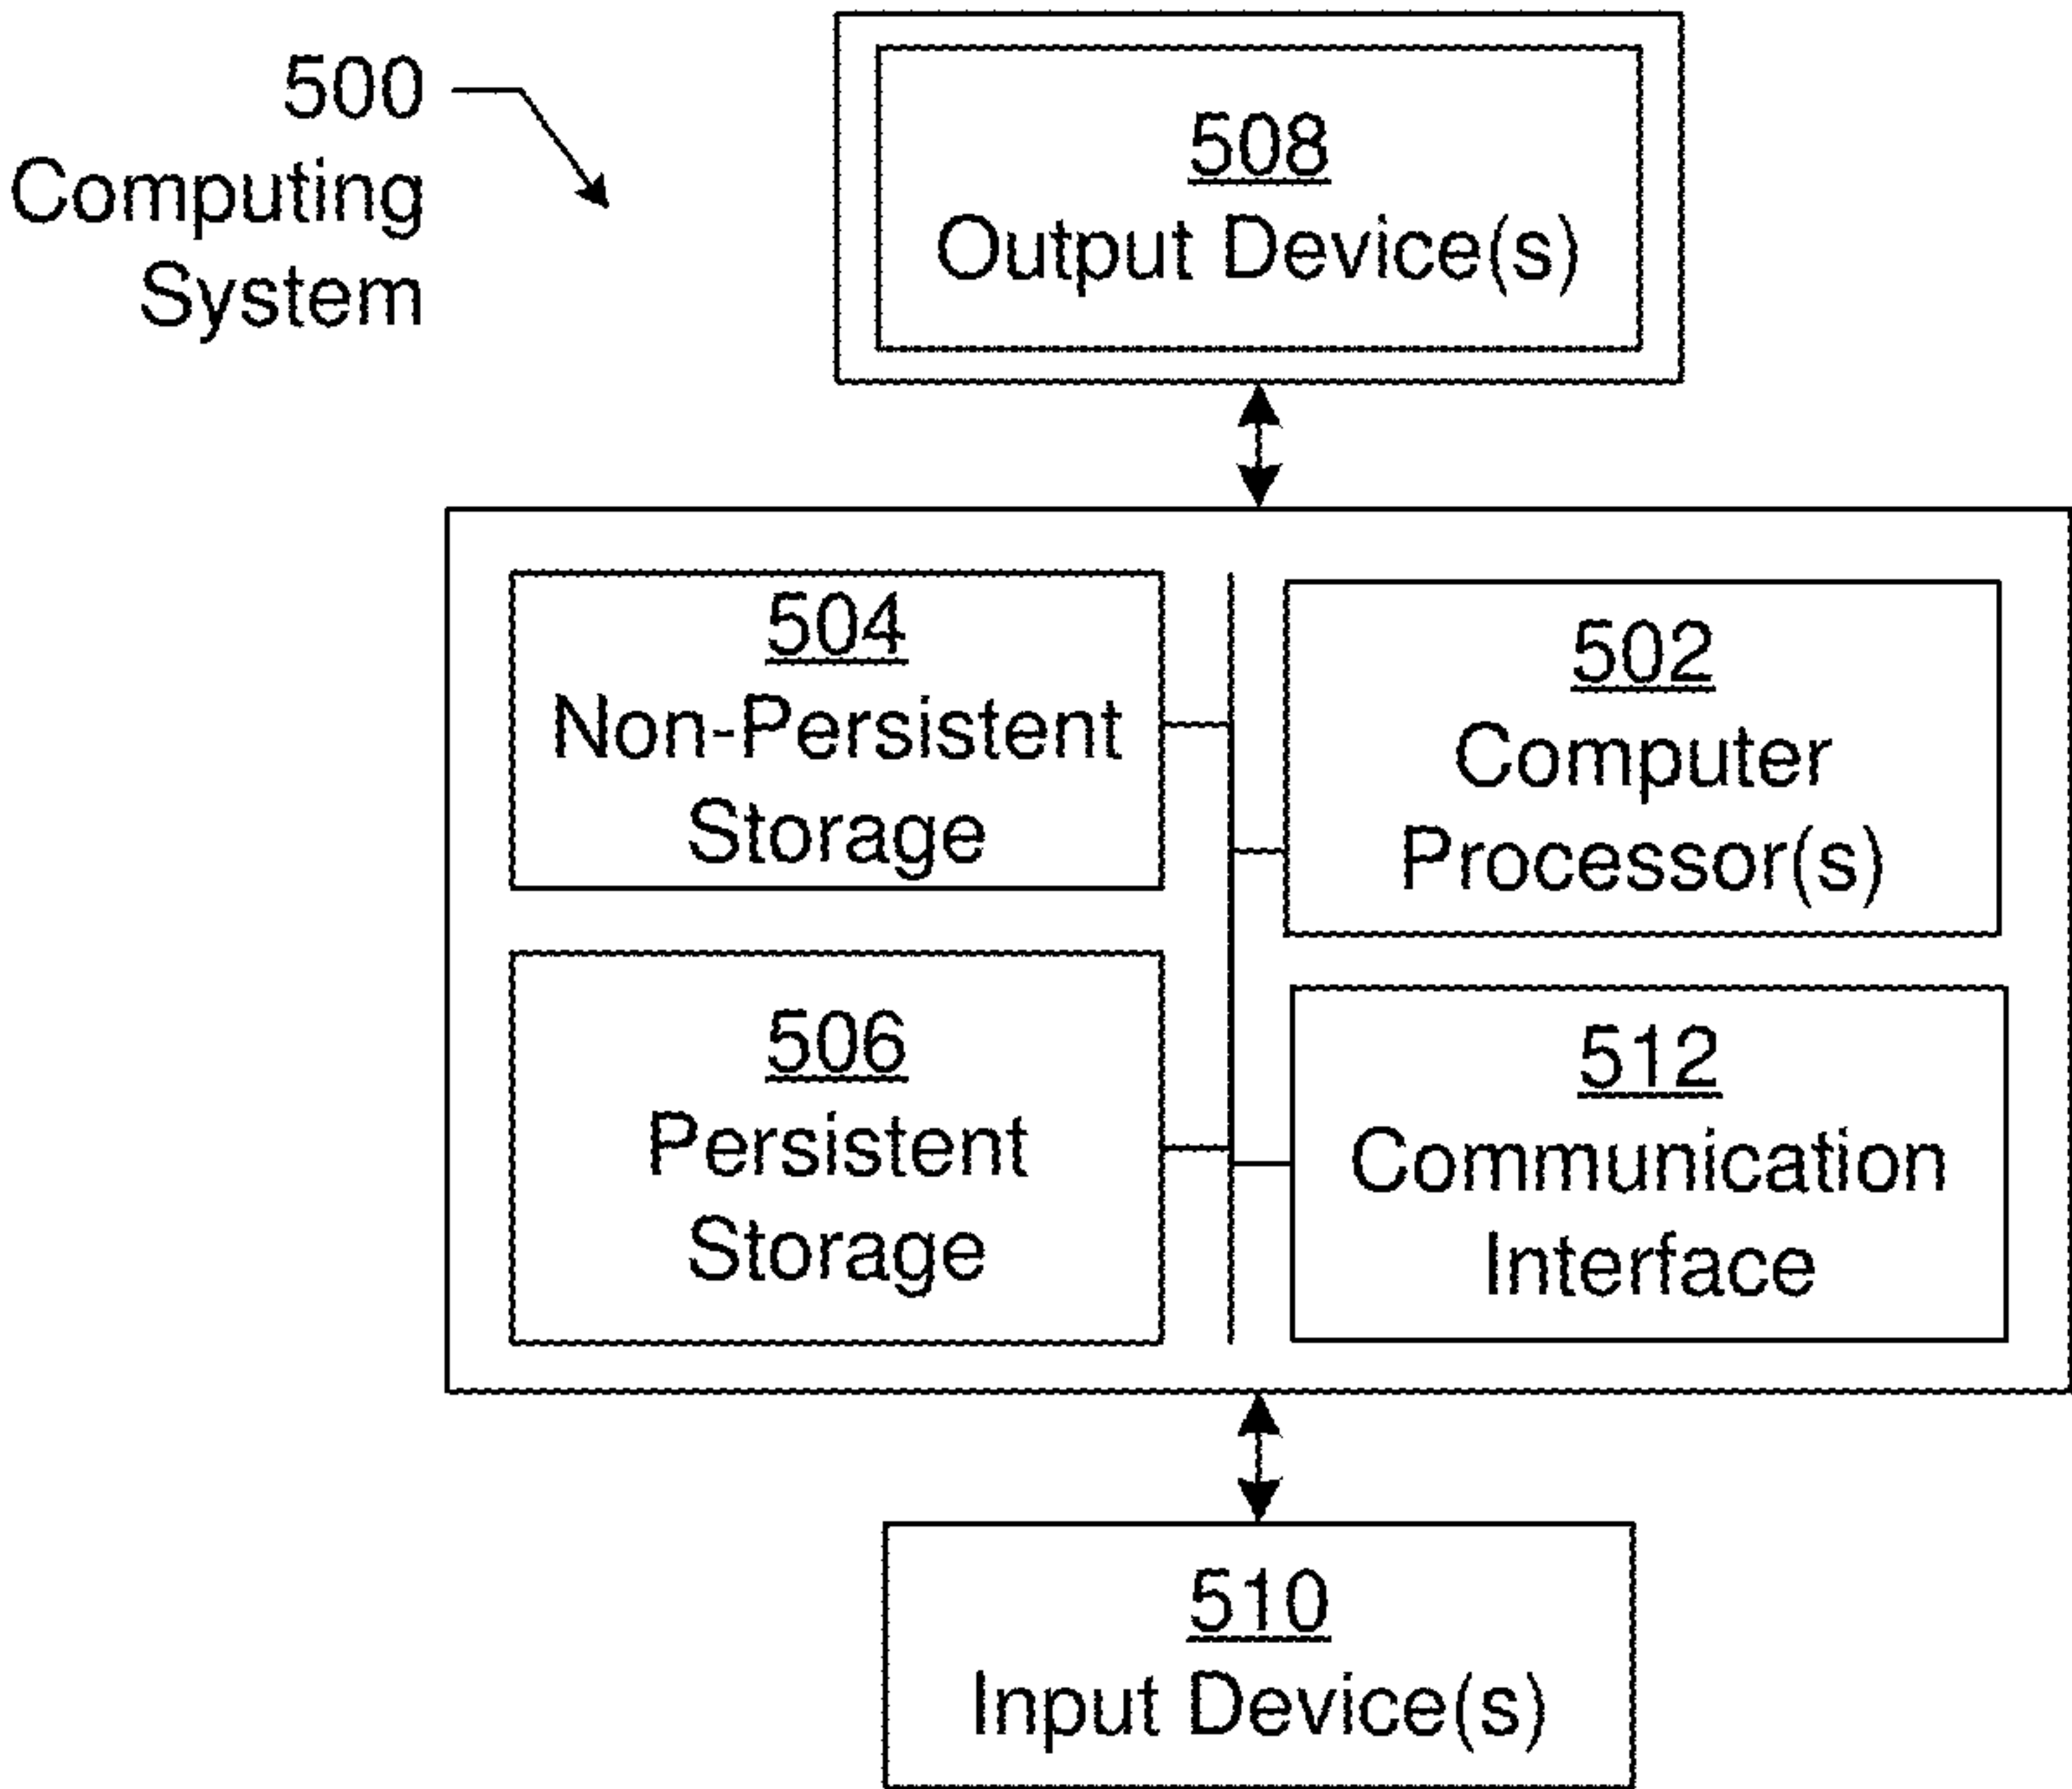 500
Computing
System
508
Output Device(s)
504
Non-Persistent
Storage
502
Computer
Processor(s)
506
Persistent
Storage
512
Communication
Interface
510
Input Device(s)